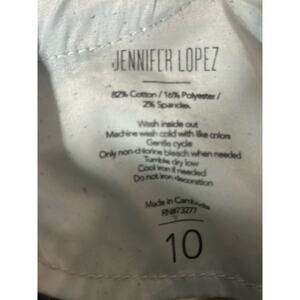 JENNIFER LOPEZ
82% Cotton / 16% Polyester /
2% Spandex
Wash inside out
Machine wash cold with like colors
Gentle cycle
Only non-chlorine bleach when needed
Tumble dry low
Cool iron if needed
Do not iron decoration
Made in Cambodia
RN#73277
10